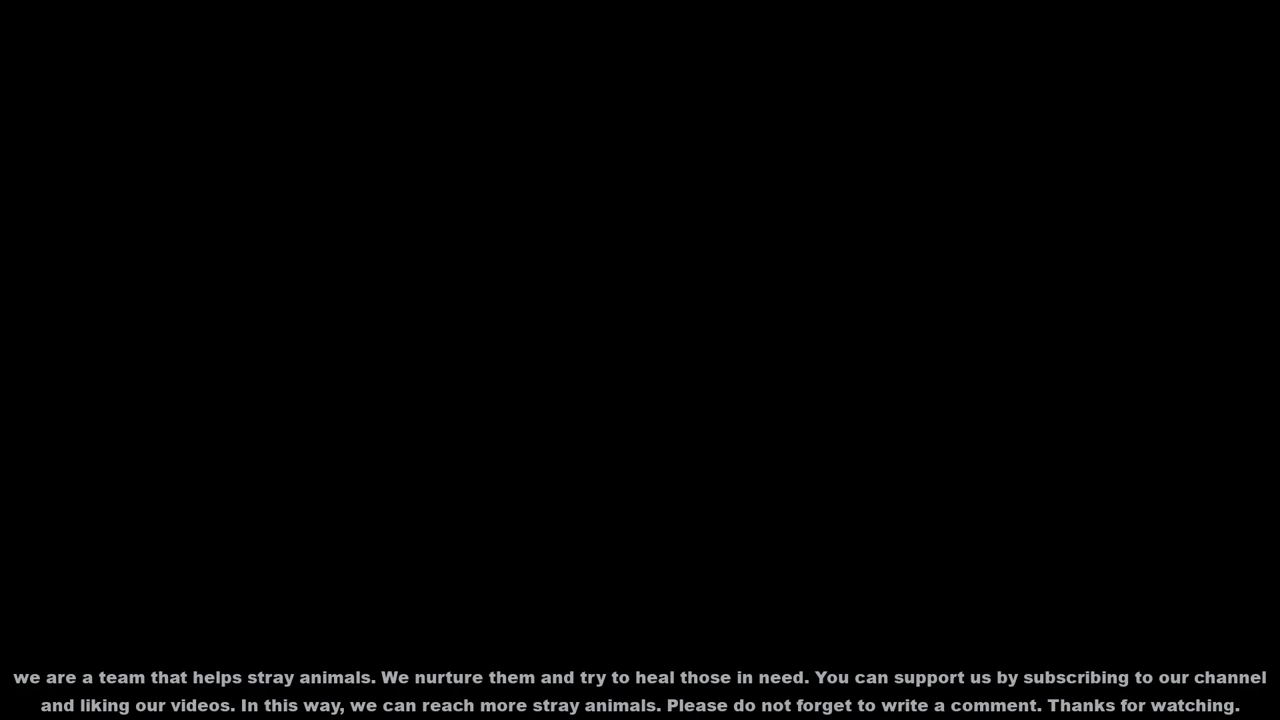 we are a team that helps stray animals. We nurture them and try to heal those in need. You can support us by subscribing to our channel
and liking our videos. In this way, we can reach more stray animals. Please do not forget to write a comment. Thanks for watching.